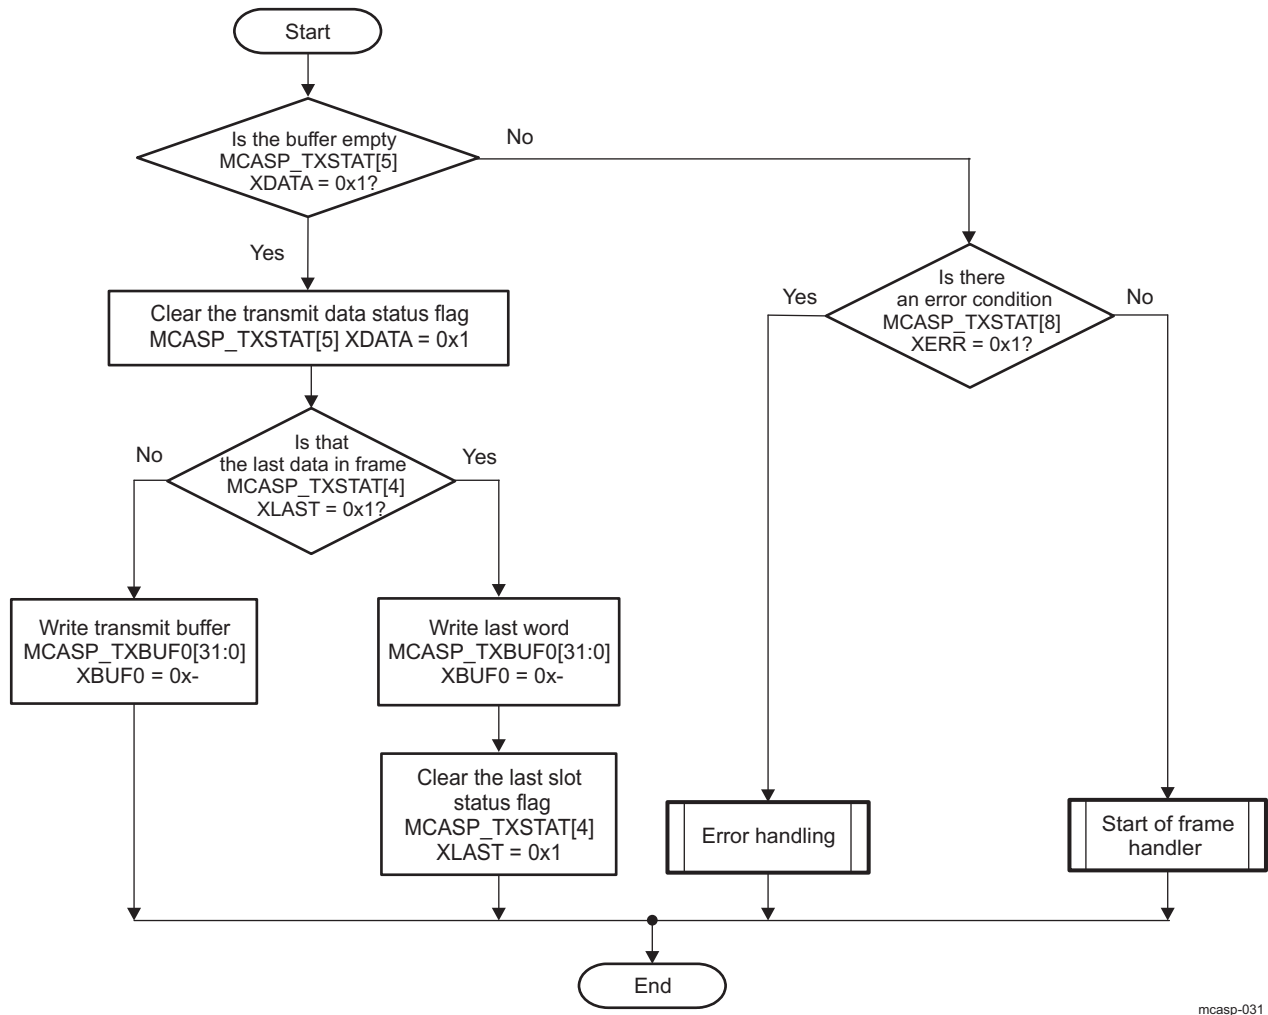 Start
Is the buffer empty
MCASP_TXSTAT[5]
XDATA = 0x1?
No
Yes
Clear the transmit data status flag
MCASP_TXSTAT[5] XDATA = 0x1
Is that
the last data in frame
MCASP_TXSTAT[4]
XLAST = 0x1?
No
Yes
Write transmit buffer
MCASP_TXBUF0[31:0]
XBUF0 = 0x-
Write last word
MCASP_TXBUF0[31:0]
XBUF0 = 0x-
Clear the last slot
status flag
MCASP_TXSTAT[4]
XLAST = 0x1
Is there
an error condition
MCASP_TXSTAT[8]
XERR = 0x1?
Yes
No
Error handling
Start of frame
handler
End
mcasp-031